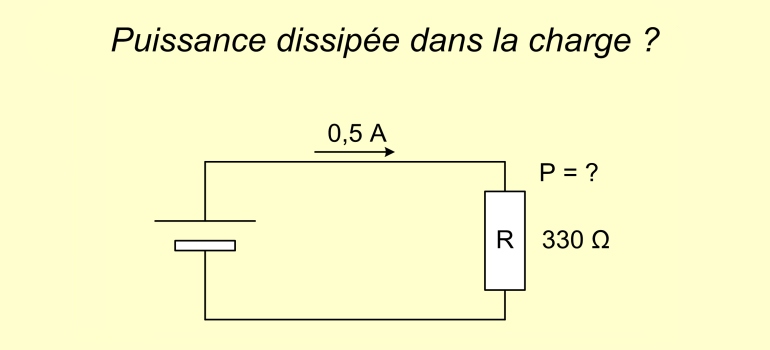 Puissance dissipée dans la charge ?
0,5 A
P = ?
R
330 Ω